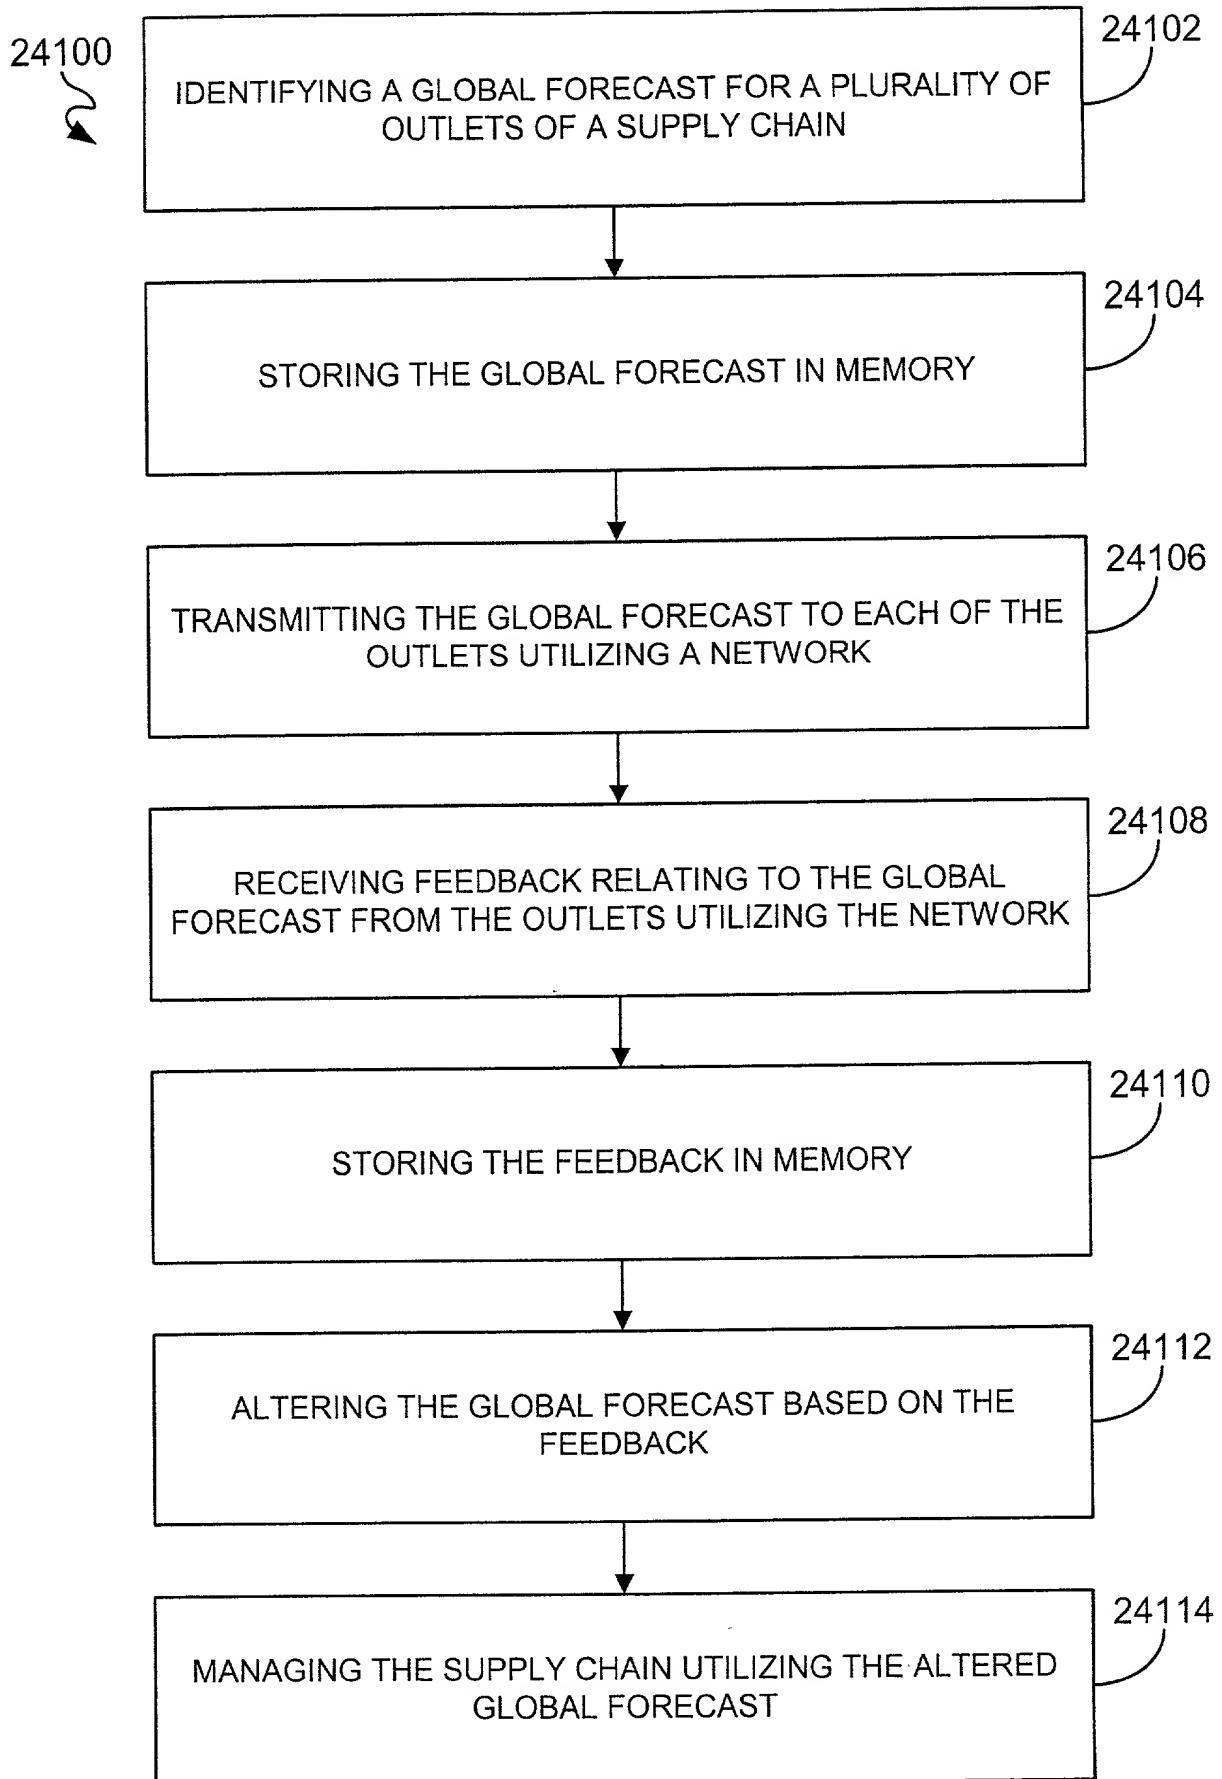 24100
24102
IDENTIFYING A GLOBAL FORECAST FOR A PLURALITY OF
OUTLETS OF A SUPPLY CHAIN
24104
STORING THE GLOBAL FORECAST IN MEMORY
24106
TRANSMITTING THE GLOBAL FORECAST TO EACH OF THE
OUTLETS UTILIZING A NETWORK
24108
RECEIVING FEEDBACK RELATING TO THE GLOBAL
FORECAST FROM THE OUTLETS UTILIZING THE NETWORK
24110
STORING THE FEEDBACK IN MEMORY
24112
ALTERING THE GLOBAL FORECAST BASED ON THE
FEEDBACK
24114
MANAGING THE SUPPLY CHAIN UTILIZING THE ALTERED
GLOBAL FORECAST